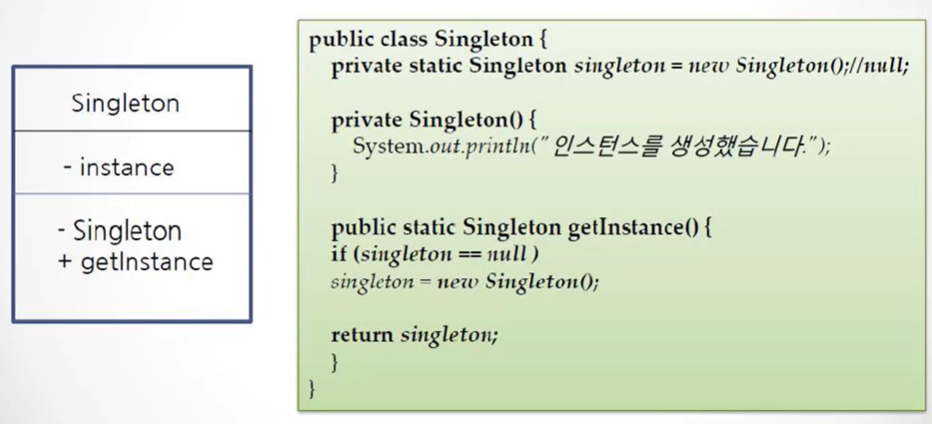 Singleton
- instance
- Singleton
+ getInstance
public class Singleton {
private static Singleton singleton = new Singleton();//null;
private Singleton() {
System.out.println("인스턴스를 생성했습니다.");
}
public static Singleton getInstance() {
if (singleton == null )
singleton = new Singleton();
return singleton;
}
}